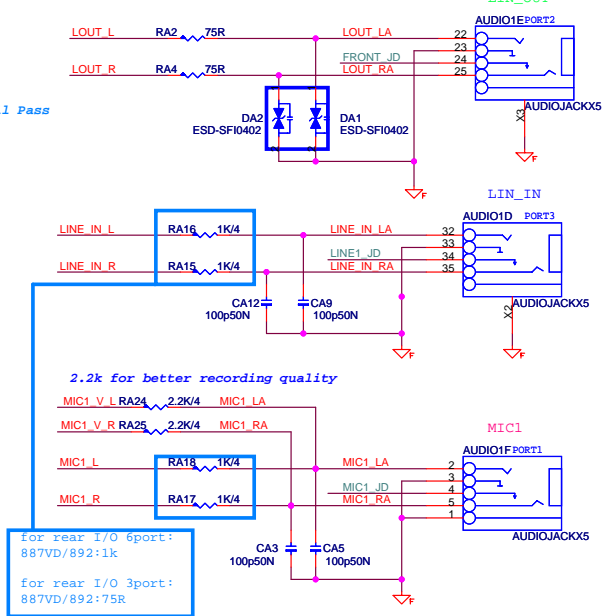 LIN_OUT
AUDIO1E PORT2
LOUT_L RA2 75R LOUT_LA 22
23
FRONT_JD 24
LOUT_R RA4 75R LOUT_RA 25
Pass
DA2 DA1
ESD-SFI0402 ESD-SFI0402
X3 AUDIOJACKX5
F
F
LIN_IN
AUDIO1D PORT3
LINE_IN_L RA16 1K/4 LINE_IN_LA 32
33
LINE1_JD 34
LINE_IN_R RA15 1K/4 LINE_IN_RA 35
CA12 CA9
100p50N 100p50N
X2 AUDIOJACKX5
F
F
2.2k for better recording quality
MIC1_V_L RA24 2.2K/4 MIC1_LA
MIC1_V_R RA25 2.2K/4 MIC1_RA
MIC1
AUDIO1F PORT1
MIC1_L RA18 1K/4 MIC1_LA 2
3
MIC1_JD 4
MIC1_R RA17 1K/4 MIC1_RA 5
1
AUDIOJACKX5
CA3 CA5
100p50N 100p50N
F
for rear I/O 6port:
887VD/892:1k
for rear I/O 3port:
887VD/892:75R